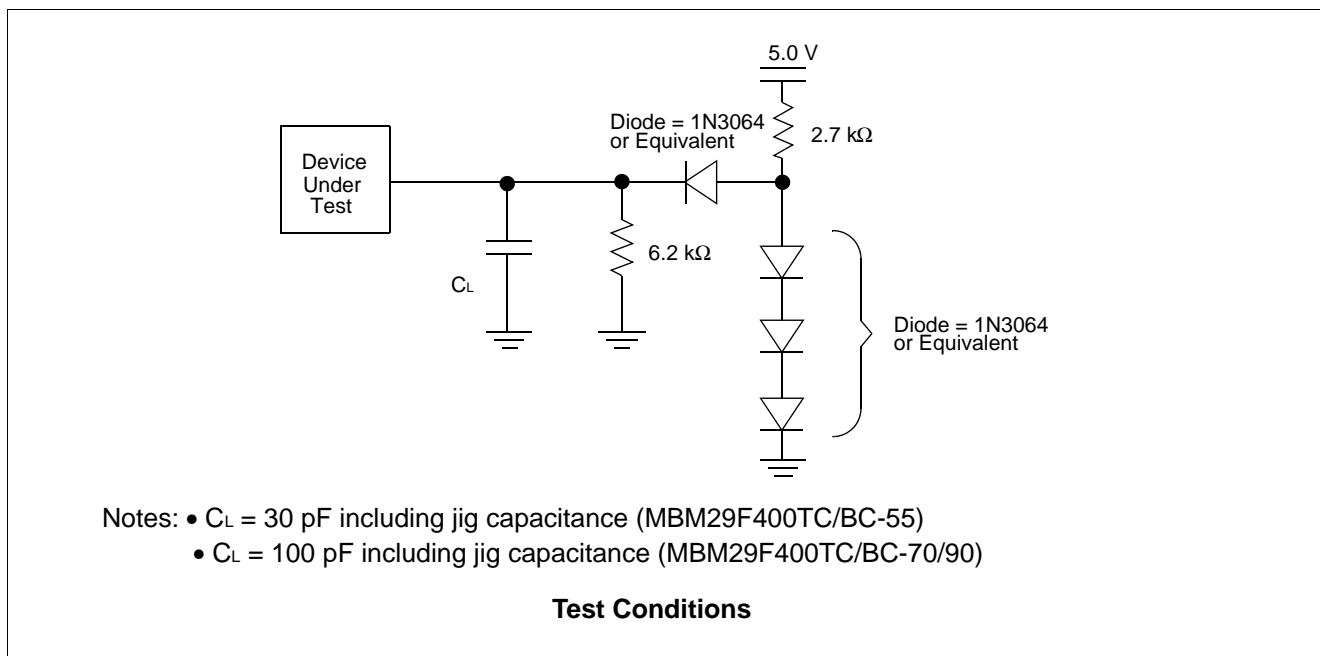 5.0 V
Diode = 1N3064
or Equivalent
2.7 kΩ
Device
Under
Test
6.2 kΩ
CL
Diode = 1N3064
or Equivalent
Notes: • CL = 30 pF including jig capacitance (MBM29F400TC/BC-55)
• CL = 100 pF including jig capacitance (MBM29F400TC/BC-70/90)
Test Conditions